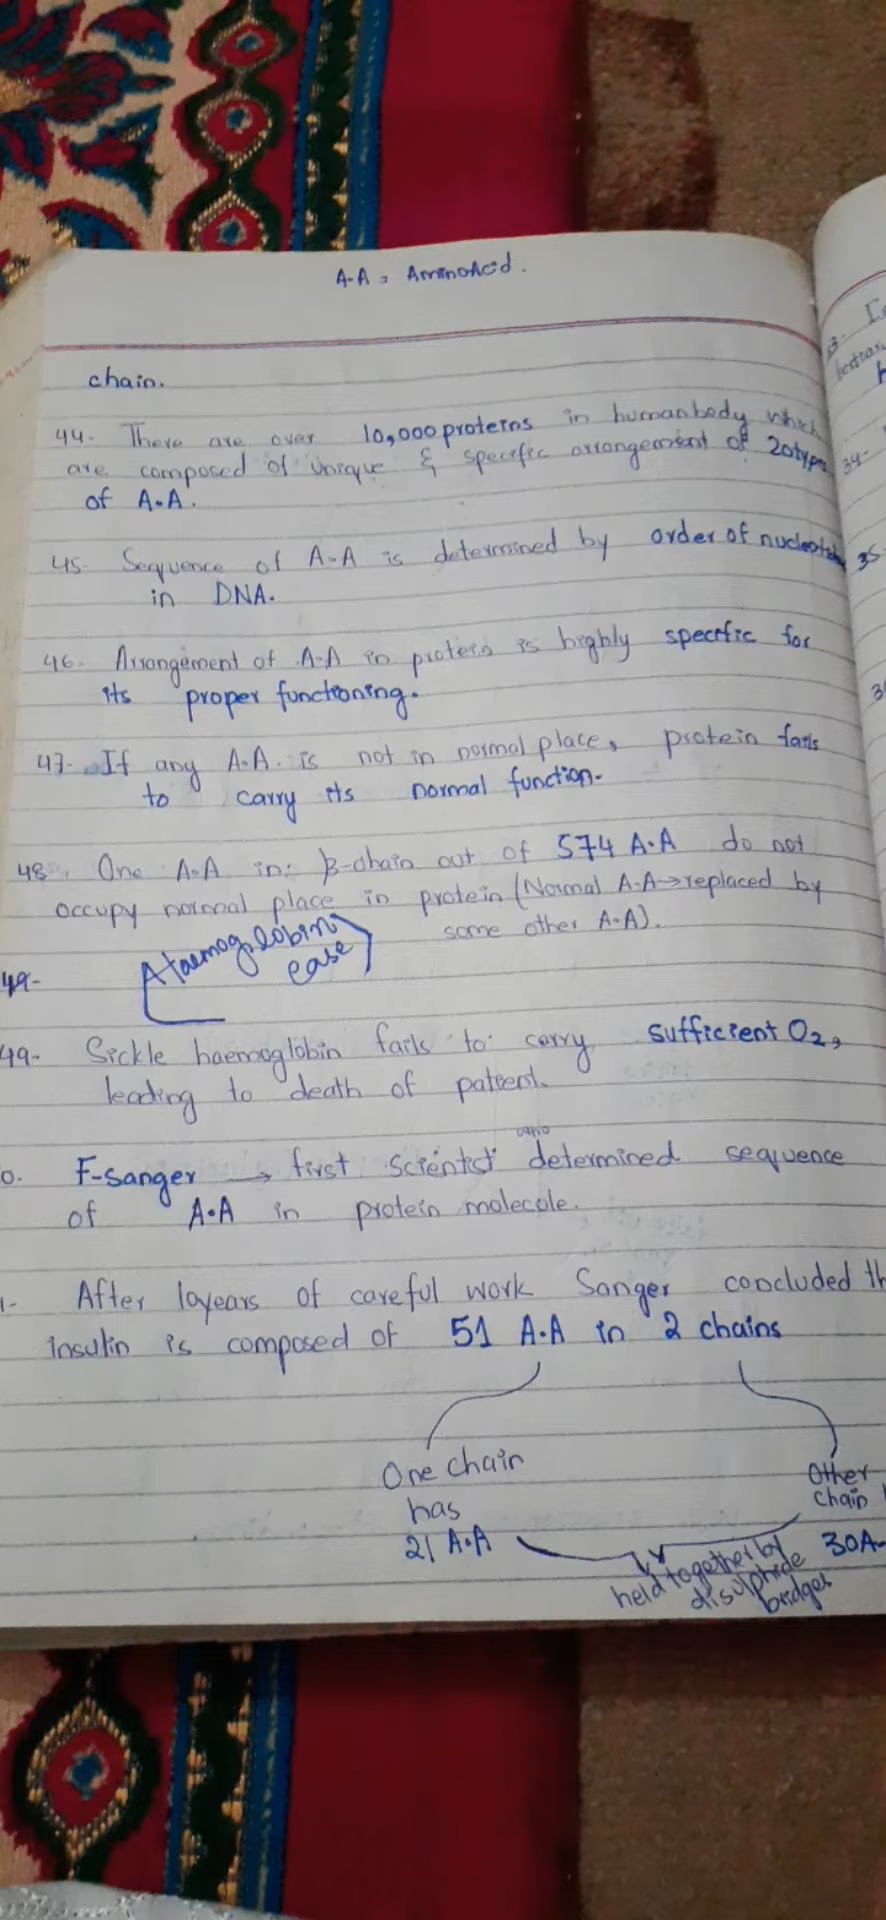 A-A = AminoAcid.
chain.
44- There are over 10,000 proteins in human body which
are composed of unique & specific arrangement of 20 types
of A.A.
45- Sequence of A-A is determined by order of
in DNA.
46- Arrangement of A-A in protein is highly specific for
its proper functioning.
47- If any A.A. is not in normal place, protein fails
to carry its normal function.
48. One A.A in: β-chain out of 574 A.A do not
occupy normal place in protein (Normal A-A→replaced by
some other A-A).
Haemoglobin
case
49-
49- Sickle haemoglobin fails to carry sufficient O2,
leading to death of patient.
who
0. F-sanger → first scientist determined sequence
of A.A in protein molecule.
1- After 10years of careful work Sanger concluded th
insulin is composed of 51 A.A in 2 chains
One chain
has
21 A.A
Other
chain
30A-
held together by
disulphide
bridges
34-
35
3